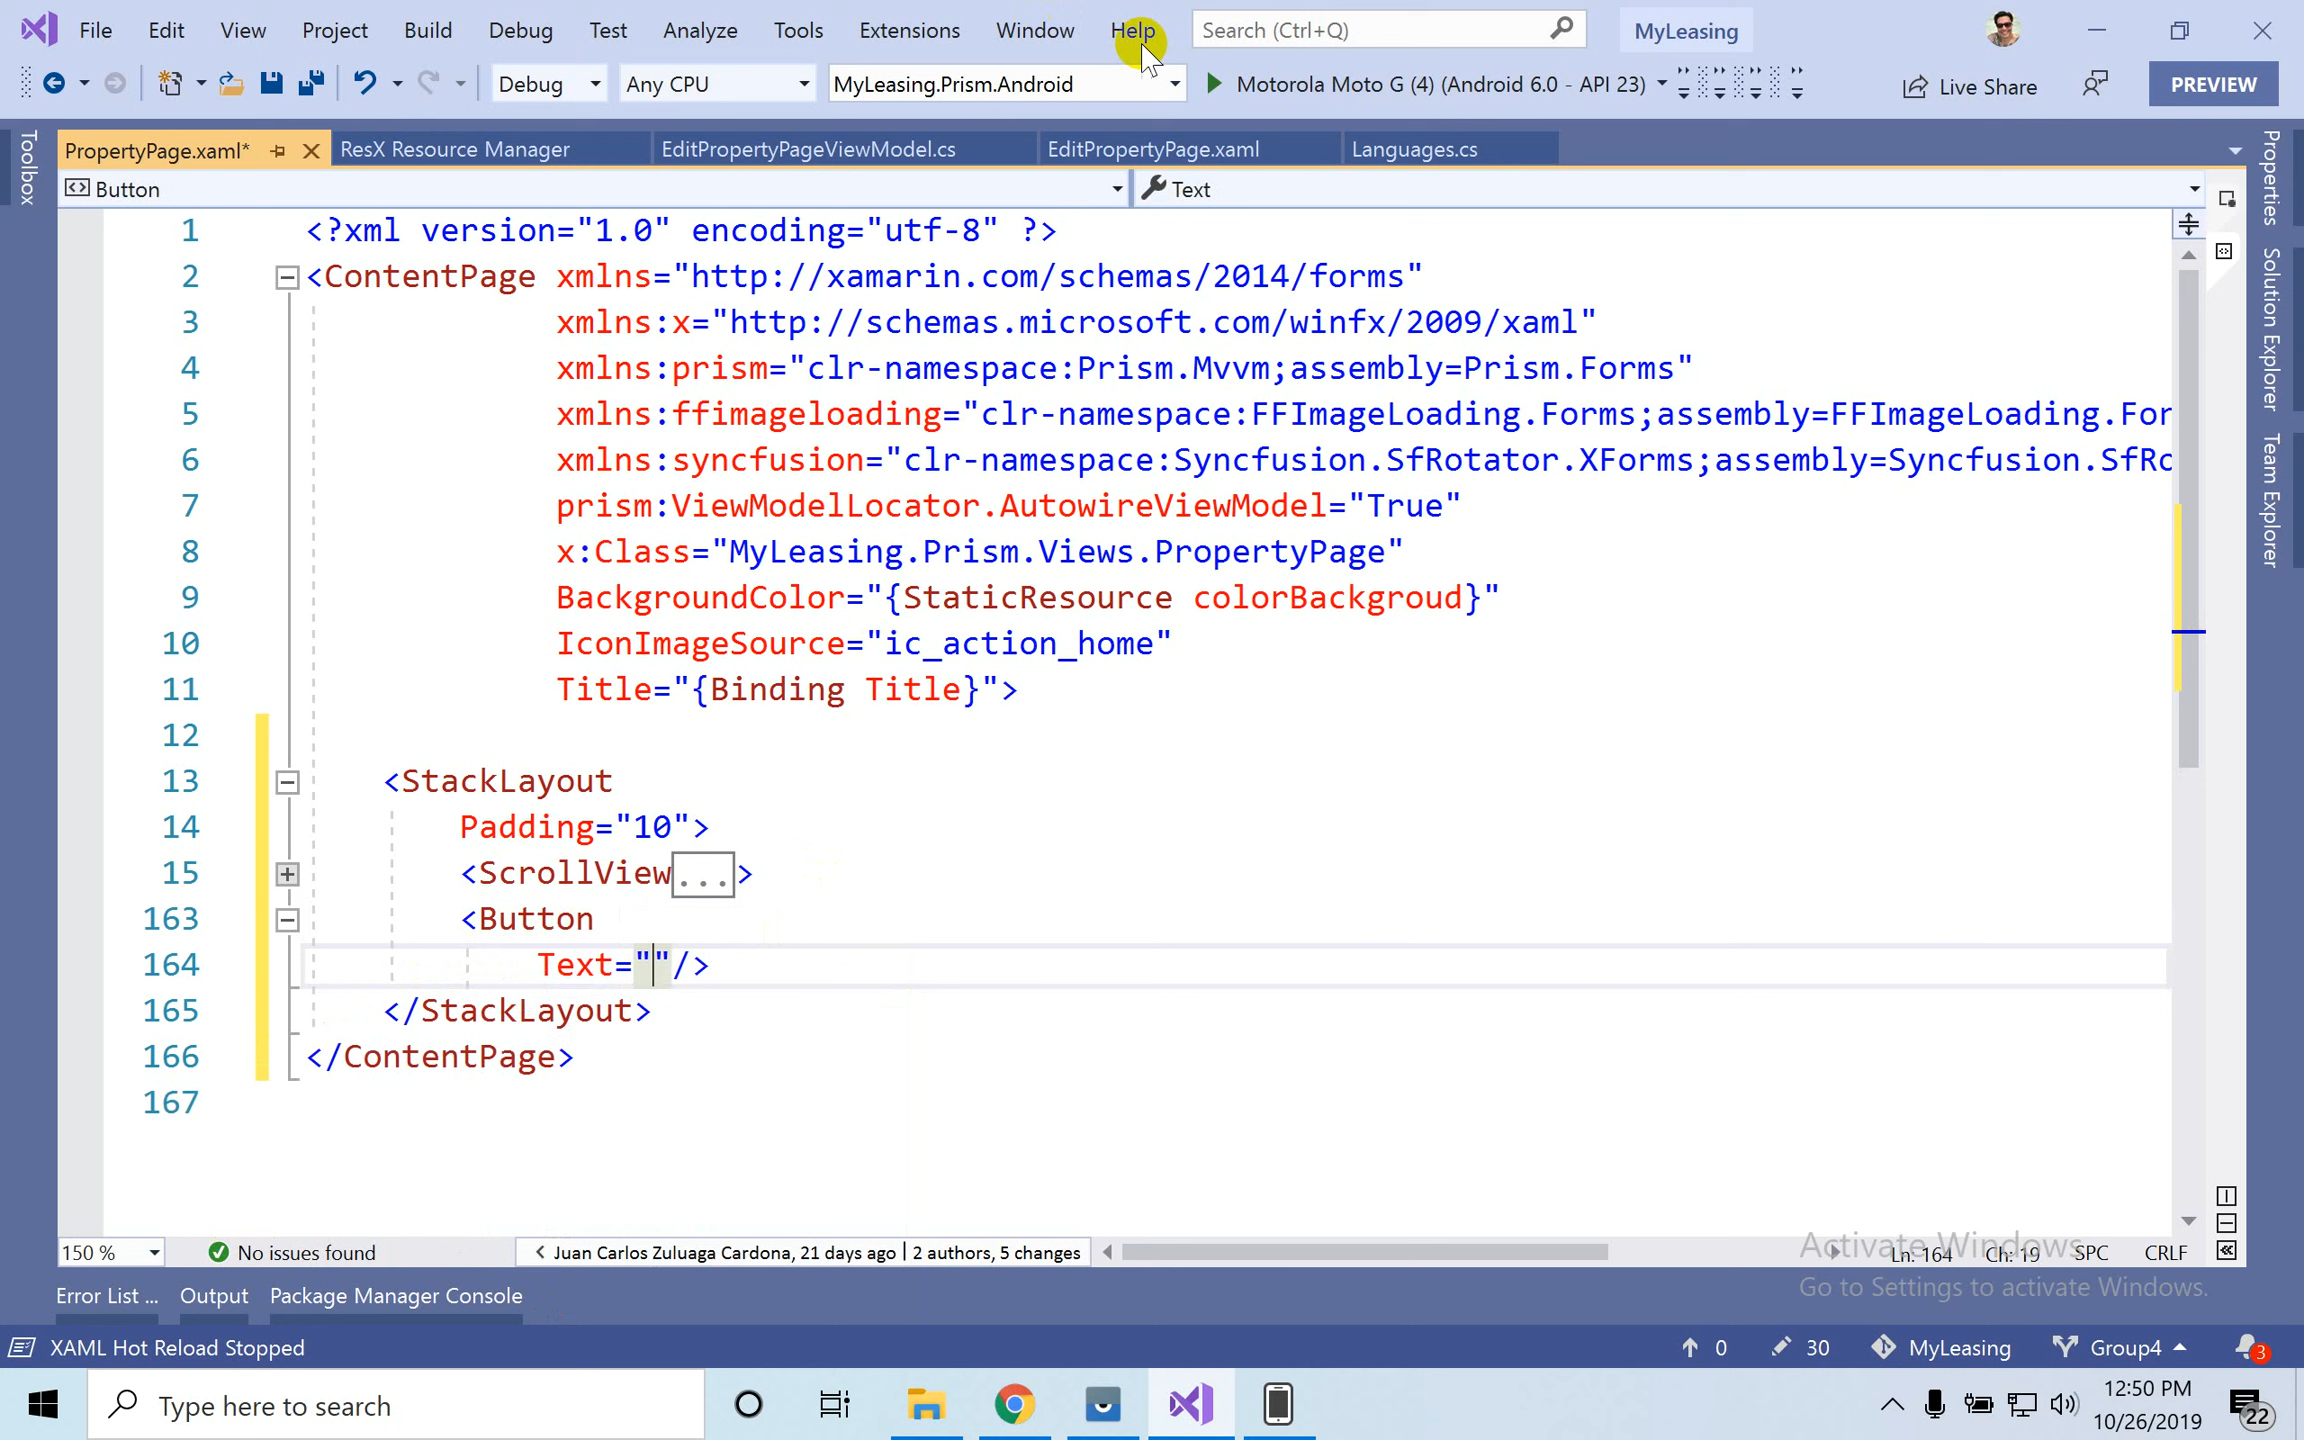 File Edit View Project Build Debug Test Analyze Tools Extensions Window Help Search (Ctrl+Q) MyLeasing
Debug Any CPU MyLeasing.Prism.Android Motorola Moto G (4) (Android 6.0 - API 23) Live Share PREVIEW
PropertyPage.xaml* ResX Resource Manager EditPropertyPageViewModel.cs EditPropertyPage.xaml Languages.cs
Button Text
Toolbox
Properties
Solution Explorer
Team Explorer
1 <?xml version="1.0" encoding="utf-8" ?>
2 <ContentPage xmlns="http://xamarin.com/schemas/2014/forms"
3 xmlns:x="http://schemas.microsoft.com/winfx/2009/xaml"
4 xmlns:prism="clr-namespace:Prism.Mvvm;assembly=Prism.Forms"
5 xmlns:ffimageloading="clr-namespace:FFImageLoading.Forms;assembly=FFImageLoading.For
6 xmlns:syncfusion="clr-namespace:Syncfusion.SfRotator.XForms;assembly=Syncfusion.SfRo
7 prism:ViewModelLocator.AutowireViewModel="True"
8 x:Class="MyLeasing.Prism.Views.PropertyPage"
9 BackgroundColor="{StaticResource colorBackgroud}"
10 IconImageSource="ic_action_home"
11 Title="{Binding Title}">
12
13 <StackLayout
14 Padding="10">
15 <ScrollView...>
163 <Button
164 Text=""/>
165 </StackLayout>
166 </ContentPage>
167
150 % No issues found < Juan Carlos Zuluaga Cardona, 21 days ago | 2 authors, 5 changes Ln: 164 Ch: 19 SPC CRLF
Activate Windows
Go to Settings to activate Windows.
Error List ... Output Package Manager Console
XAML Hot Reload Stopped 0 30 MyLeasing Group4 3
Type here to search 12:50 PM
10/26/2019 22